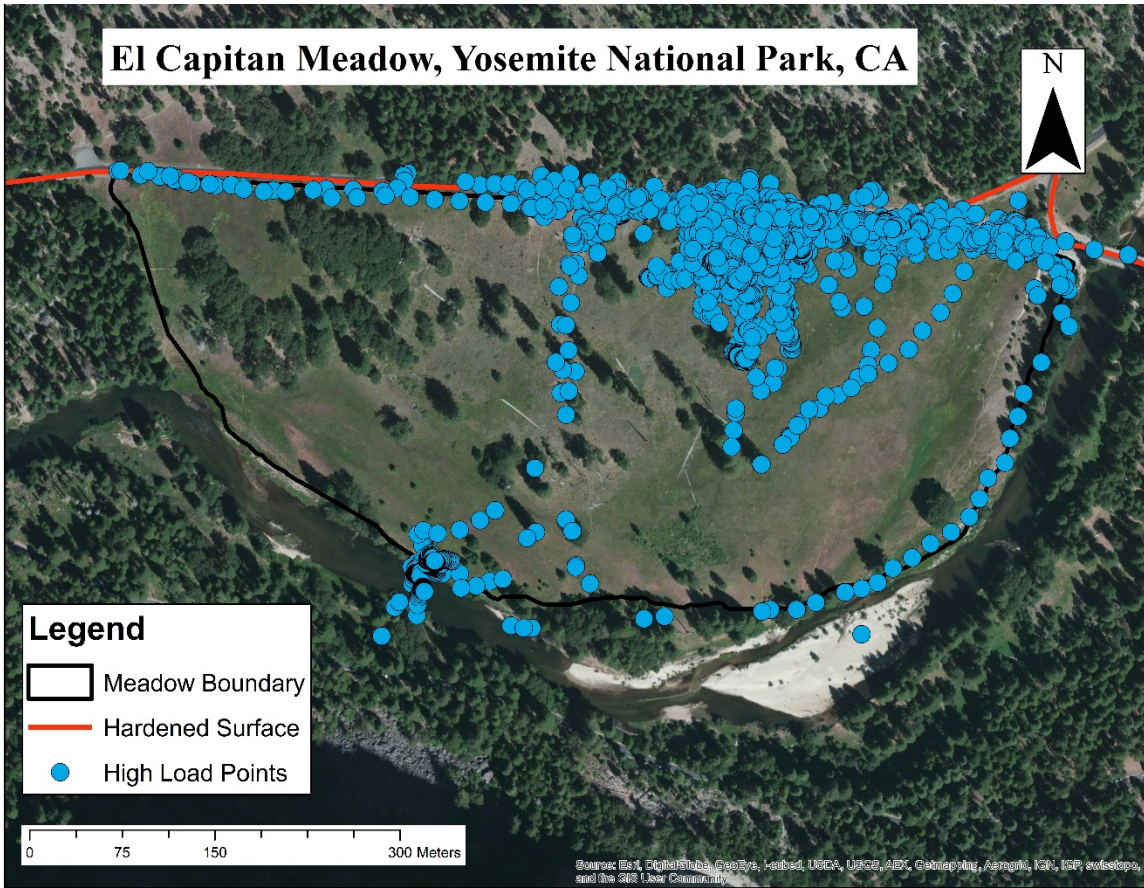 El Capitan Meadow, Yosemite National Park, CA
N
Legend
Meadow Boundary
Hardened Surface
High Load Points
0 75 150 300 Meters
Source: Esri, DigitalGlobe, GeoEye, i-cubed, USDA, USGS, AEX, Getmapping, Aerogrid, IGN, IGP, swisstopo,
and the GIS User Community